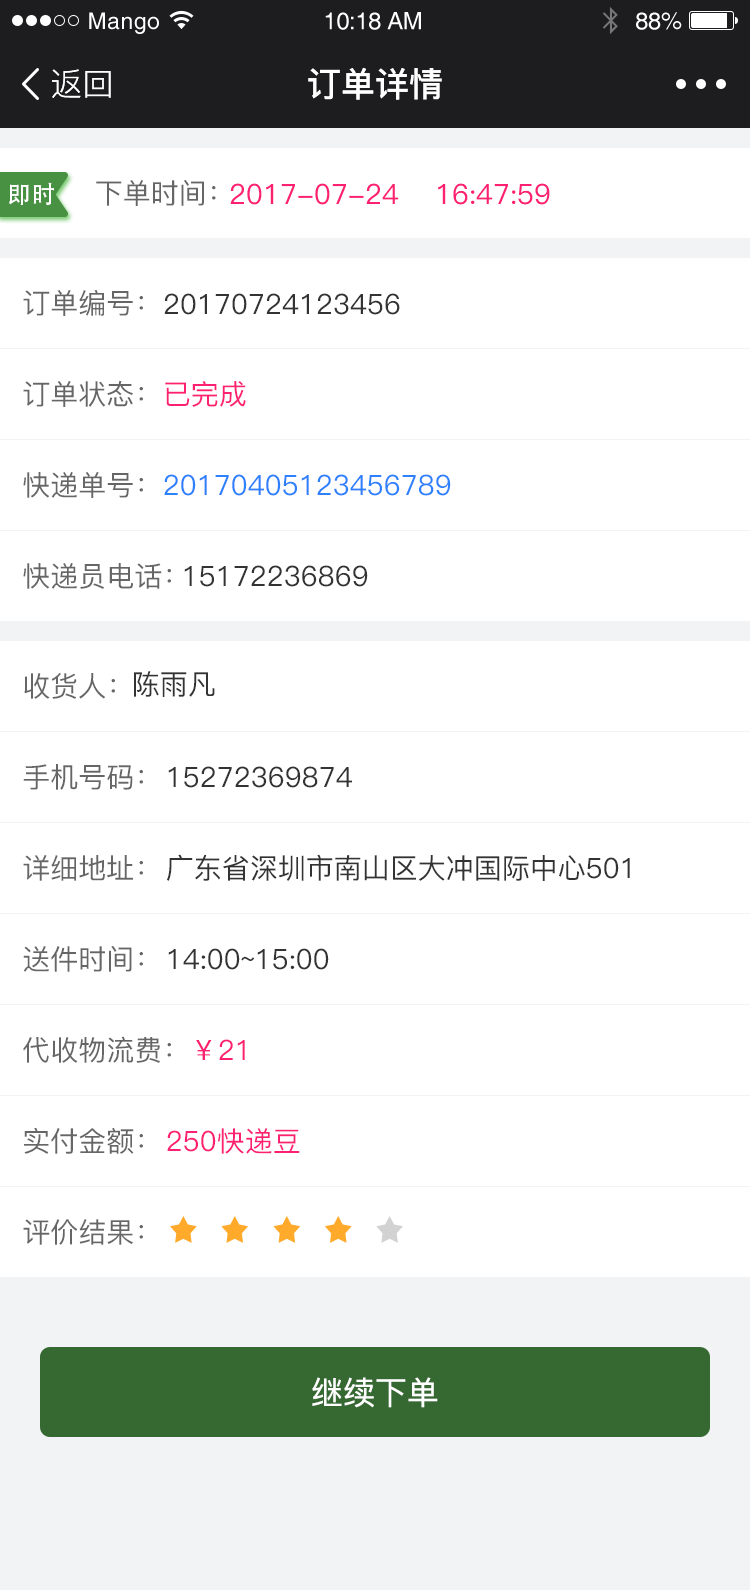 Mango 10:18 AM 88%
返回 订单详情
即时 下单时间：2017-07-24 16:47:59
订单编号：20170724123456
订单状态：已完成
快递单号：20170405123456789
快递员电话：15172236869
收货人：陈雨凡
手机号码：15272369874
详细地址：广东省深圳市南山区大冲国际中心501
送件时间：14:00~15:00
代收物流费：￥21
实付金额：250快递豆
评价结果：
继续下单